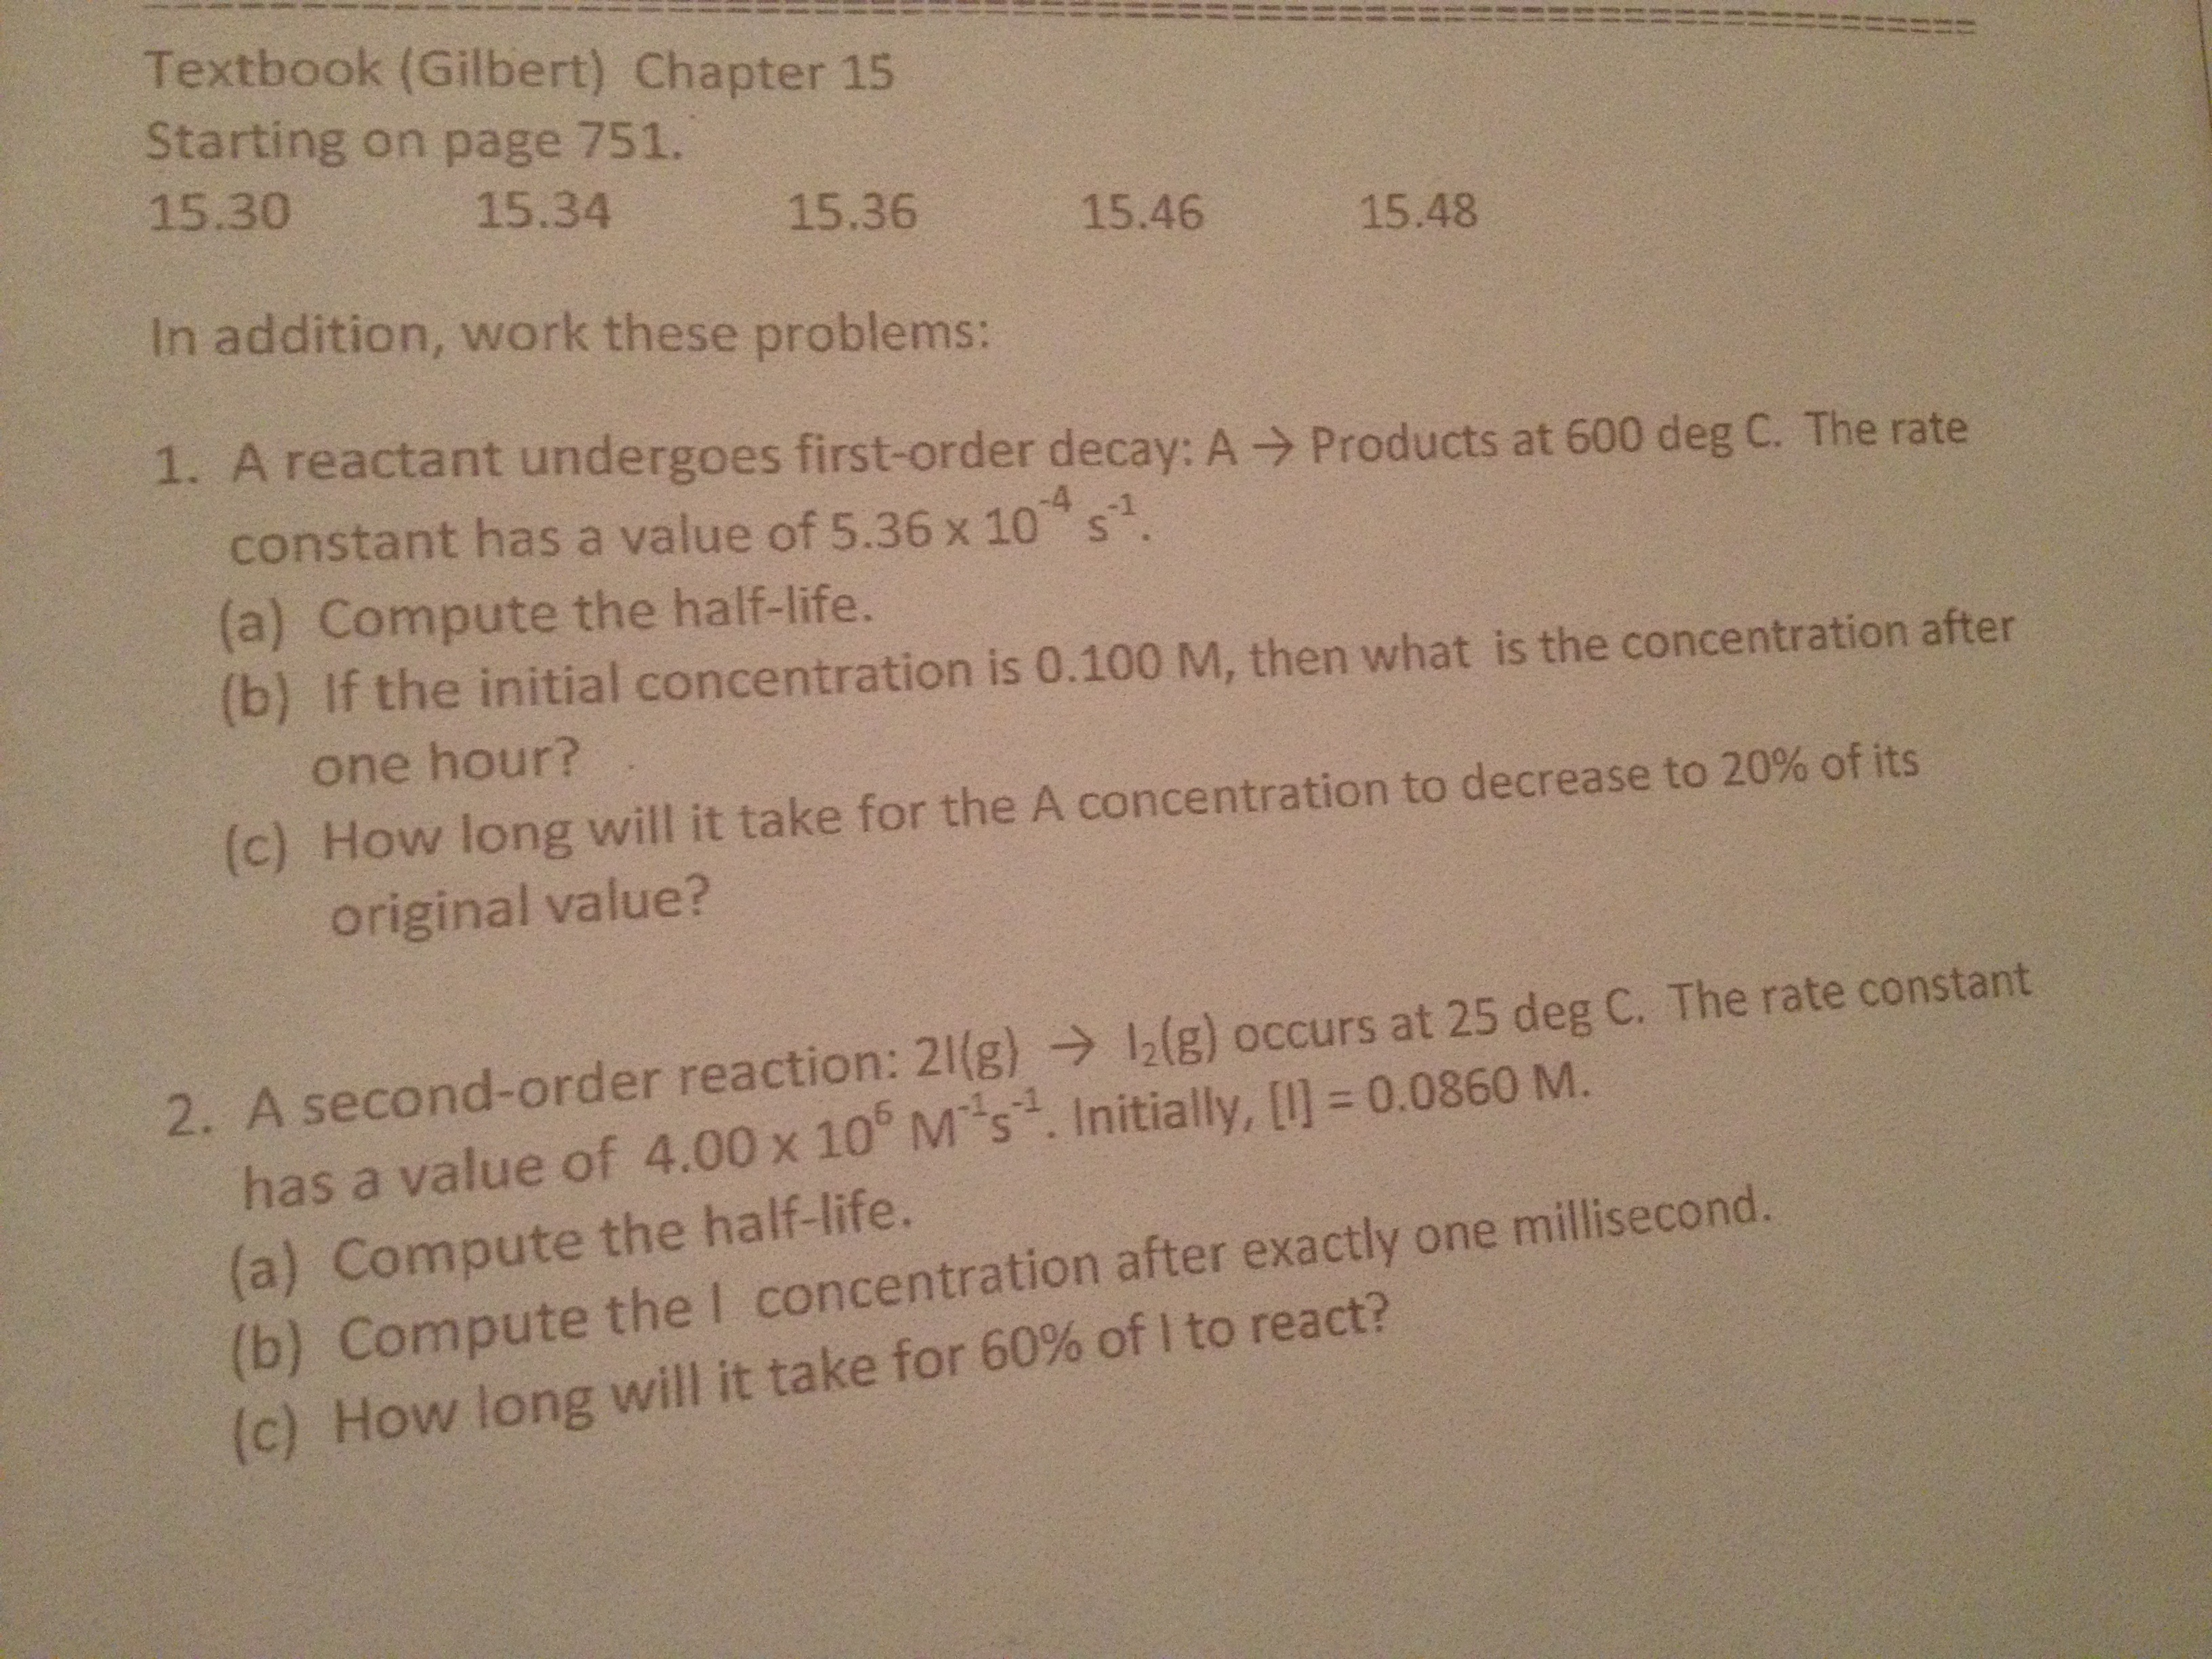 Textbook (Gilbert) Chapter 15
Starting on page 751.
15.30 15.34 15.36 15.46 15.48
In addition, work these problems:
1. A reactant undergoes first-order decay: A → Products at 600 deg C. The rate
constant has a value of 5.36 x 10⁻⁴ s⁻¹.
(a) Compute the half-life.
(b) If the initial concentration is 0.100 M, then what is the concentration after
one hour?
(c) How long will it take for the A concentration to decrease to 20% of its
original value?
2. A second-order reaction: 2I(g) → I₂(g) occurs at 25 deg C. The rate constant
has a value of 4.00 x 10⁶ M⁻¹s⁻¹. Initially, [I] = 0.0860 M.
(a) Compute the half-life.
(b) Compute the I concentration after exactly one millisecond.
(c) How long will it take for 60% of I to react?